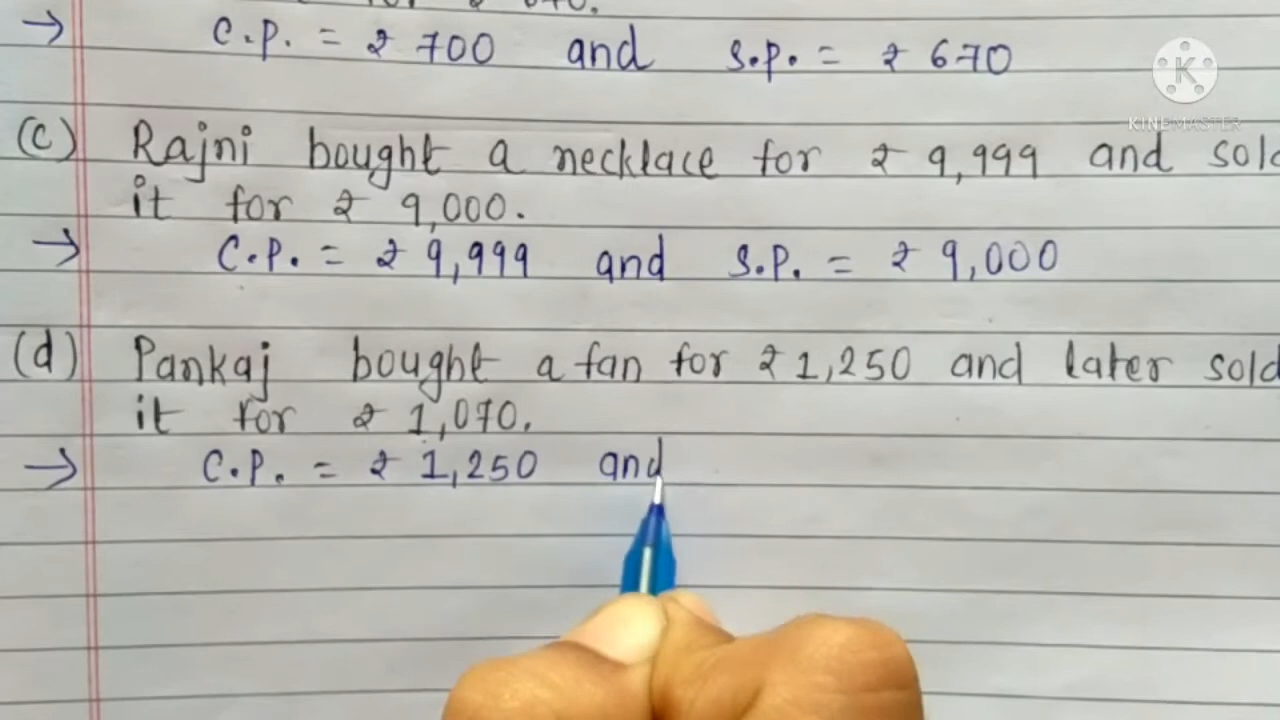 → C.P. = ₹ 700 and S.P. = ₹ 670
KINEMASTER
(c) Rajni bought a necklace for ₹ 9,999 and sold
it for ₹ 9,000.
→ C.P. = ₹ 9,999 and S.P. = ₹ 9,000
(d) Pankaj bought a fan for ₹ 1,250 and later sold
it for ₹ 1,070.
→ C.P. = ₹ 1,250 and